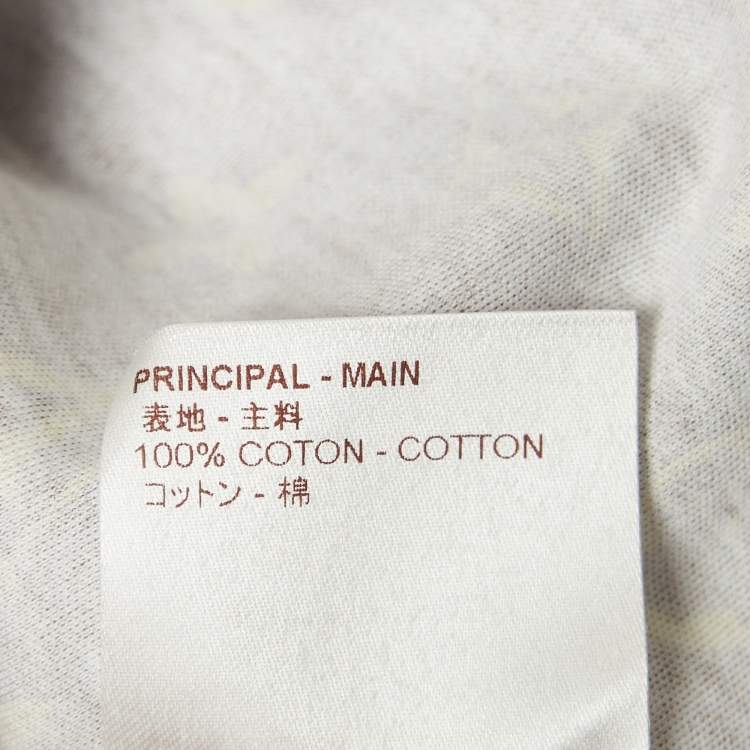 PRINCIPAL - MAIN
表地 - 主料
100% COTON - COTTON
コットン - 棉